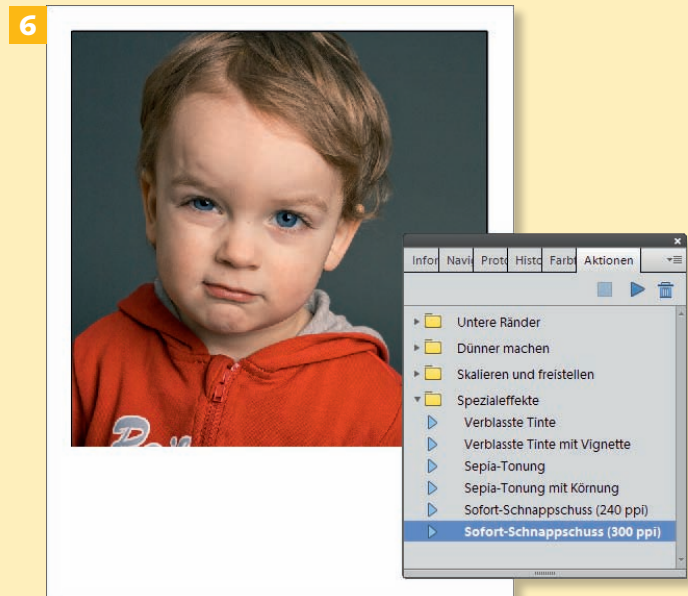 6
Infor Navi Proto Histo Farbt Aktionen
Untere Ränder
Dünner machen
Skalieren und freistellen
Spezialeffekte
Verblasste Tinte
Verblasste Tinte mit Vignette
Sepia-Tonung
Sepia-Tonung mit Körnung
Sofort-Schnappschuss (240 ppi)
Sofort-Schnappschuss (300 ppi)